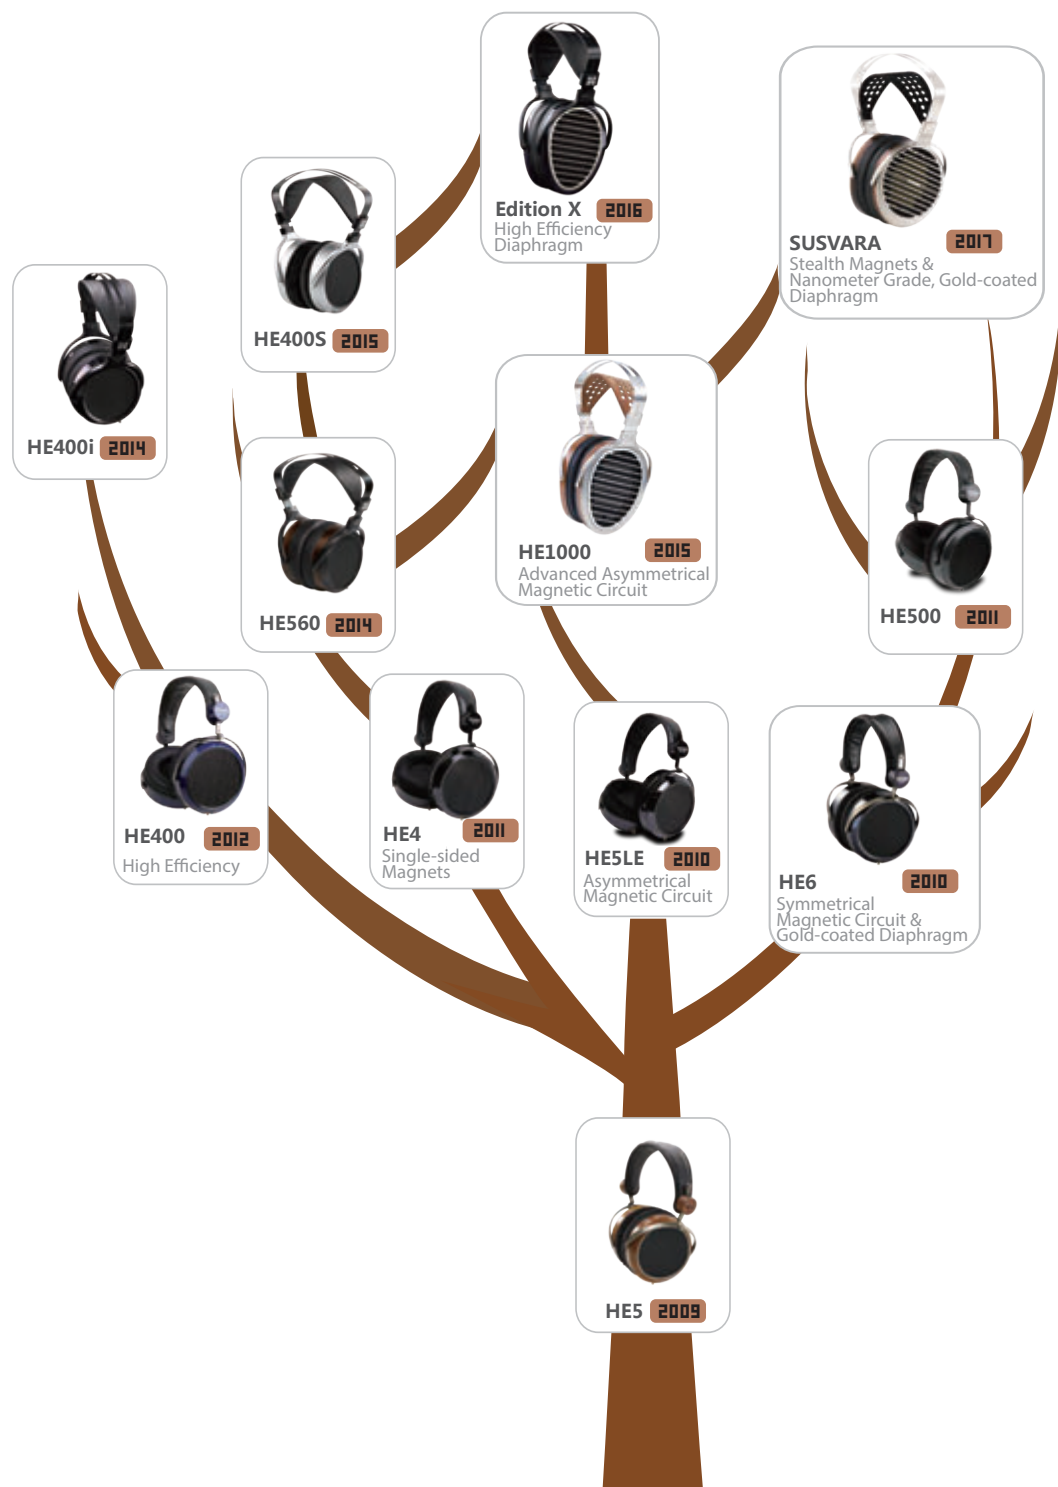 Edition X 2016
High Efficiency
Diaphragm
SUSVARA 2017
Stealth Magnets &
Nanometer Grade, Gold-coated
Diaphragm
HE400S 2015
HE400i 2014
HE1000 2015
Advanced Asymmetrical
Magnetic Circuit
HE560 2014
HE500 2011
HE400 2012
High Efficiency
HE4 2011
Single-sided
Magnets
HE5LE 2010
Asymmetrical
Magnetic Circuit
HE6 2010
Symmetrical
Magnetic Circuit &
Gold-coated Diaphragm
HE5 2009